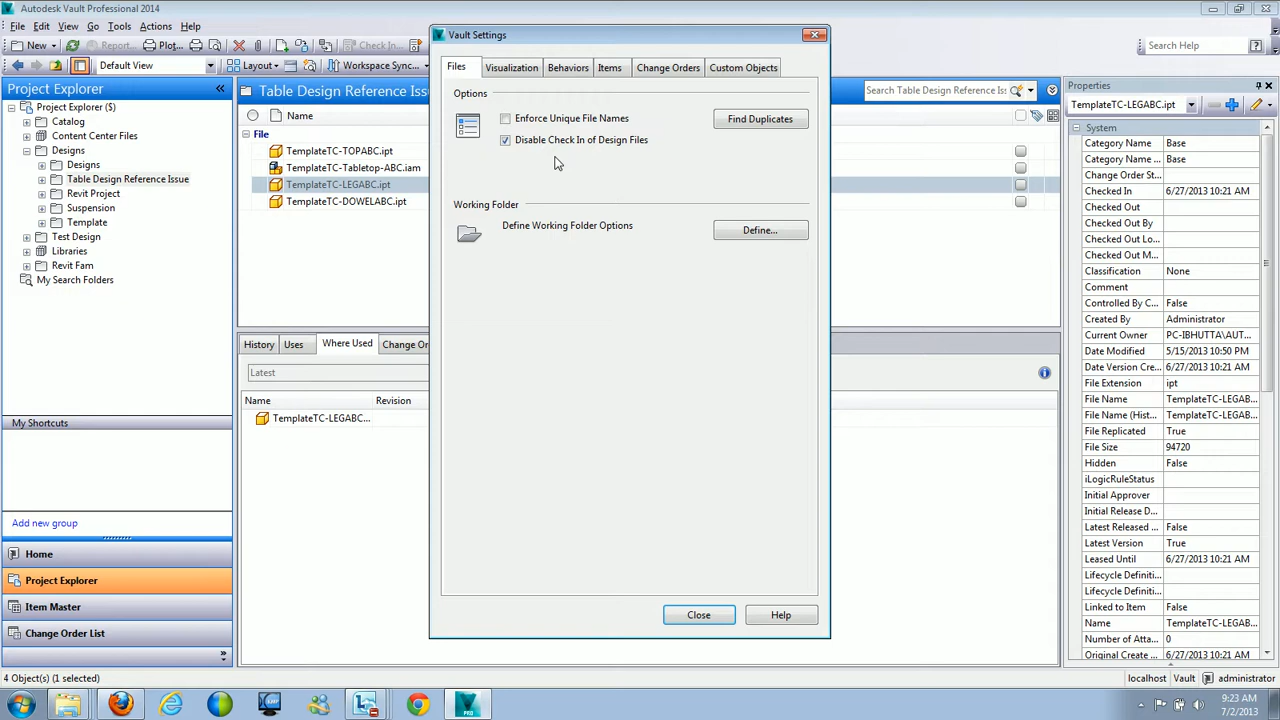 Autodesk Vault Professional 2014
File Edit View Go Tools Actions Help
New Report... Plot... Check In...
Search Help
Default View Layout Workspace Sync...
Project Explorer
Project Explorer ($)
Catalog
Content Center Files
Designs
Designs
Table Design Reference Issue
Revit Project
Suspension
Template
Test Design
Libraries
Revit Fam
My Search Folders
My Shortcuts
Add new group
Home
Project Explorer
Item Master
Change Order List
4 Object(s) (1 selected)
Table Design Reference Issue
Search Table Design Reference Iss
Name
File
TemplateTC-TOPABC.ipt
TemplateTC-Tabletop-ABC.iam
TemplateTC-LEGABC.ipt
TemplateTC-DOWELABC.ipt
History Uses Where Used Change Or
Latest
Name Revision
TemplateTC-LEGABC...
Vault Settings
Files Visualization Behaviors Items Change Orders Custom Objects
Options
Enforce Unique File Names
Find Duplicates
Disable Check In of Design Files
Working Folder
Define Working Folder Options
Define...
Close Help
Properties
TemplateTC-LEGABC.ipt
System
Category Name Base
Category Name ... Base
Change Order St...
Checked In 6/27/2013 10:21 AM
Checked Out
Checked Out By
Checked Out Lo...
Checked Out M...
Classification None
Comment
Controlled By C... False
Created By Administrator
Current Owner PC-IBHUTTA\AUT...
Date Modified 5/15/2013 10:50 PM
Date Version Cre... 6/27/2013 10:21 AM
File Extension ipt
File Name TemplateTC-LEGAB...
File Name (Hist... TemplateTC-LEGAB...
File Replicated True
File Size 94720
Hidden False
iLogicRuleStatus
Initial Approver
Initial Release D...
Latest Released ... False
Latest Version True
Leased Until 6/27/2013 10:21 AM
Lifecycle Definiti...
Lifecycle Definiti...
Linked to Item False
Name TemplateTC-LEGAB...
Number of Atta... 0
Original Create ... 6/27/2013 10:21 AM
localhost Vault administrator
PRO
9:23 AM
7/2/2013